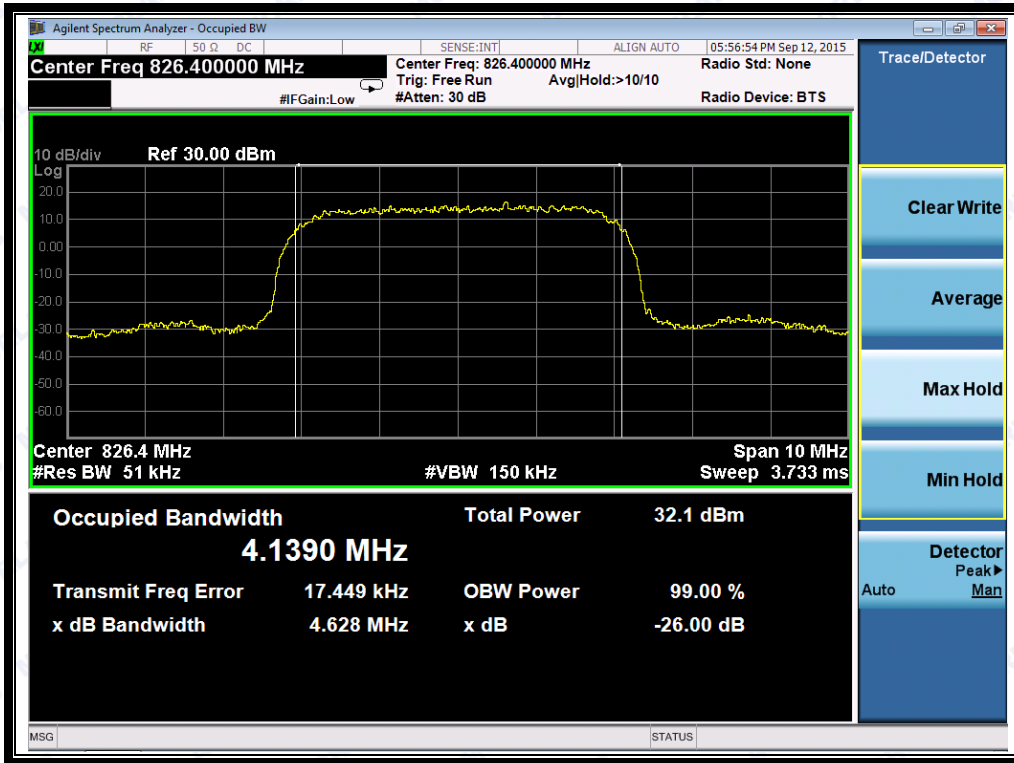 Agilent Spectrum Analyzer - Occupied BW
LXI RF 50 Ω DC SENSE:INT ALIGN AUTO 05:56:54 PM Sep 12, 2015
Center Freq 826.400000 MHz
Center Freq: 826.400000 MHz Radio Std: None
Trig: Free Run Avg|Hold:>10/10
#IFGain:Low #Atten: 30 dB Radio Device: BTS
10 dB/div Ref 30.00 dBm
Log
20.0
10.0
0.00
-10.0
-20.0
-30.0
-40.0
-50.0
-60.0
Center 826.4 MHz Span 10 MHz
#Res BW 51 kHz #VBW 150 kHz Sweep 3.733 ms
Occupied Bandwidth Total Power 32.1 dBm
4.1390 MHz
Transmit Freq Error 17.449 kHz OBW Power 99.00 %
x dB Bandwidth 4.628 MHz x dB -26.00 dB
MSG STATUS
Trace/Detector
Clear Write
Average
Max Hold
Min Hold
Detector
Peak▶
Auto Man